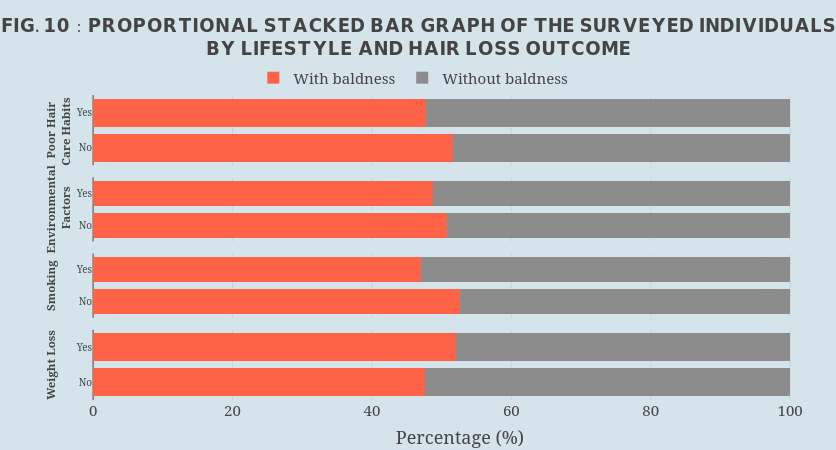 FIG. 10 : PROPORTIONAL STACKED BAR GRAPH OF THE SURVEYED INDIVIDUALS
BY LIFESTYLE AND HAIR LOSS OUTCOME
With baldness Without baldness
Poor Hair
Care Habits
Yes
No
Environmental
Factors
Yes
No
Smoking
Yes
No
Weight Loss
Yes
No
0 20 40 60 80 100
Percentage (%)